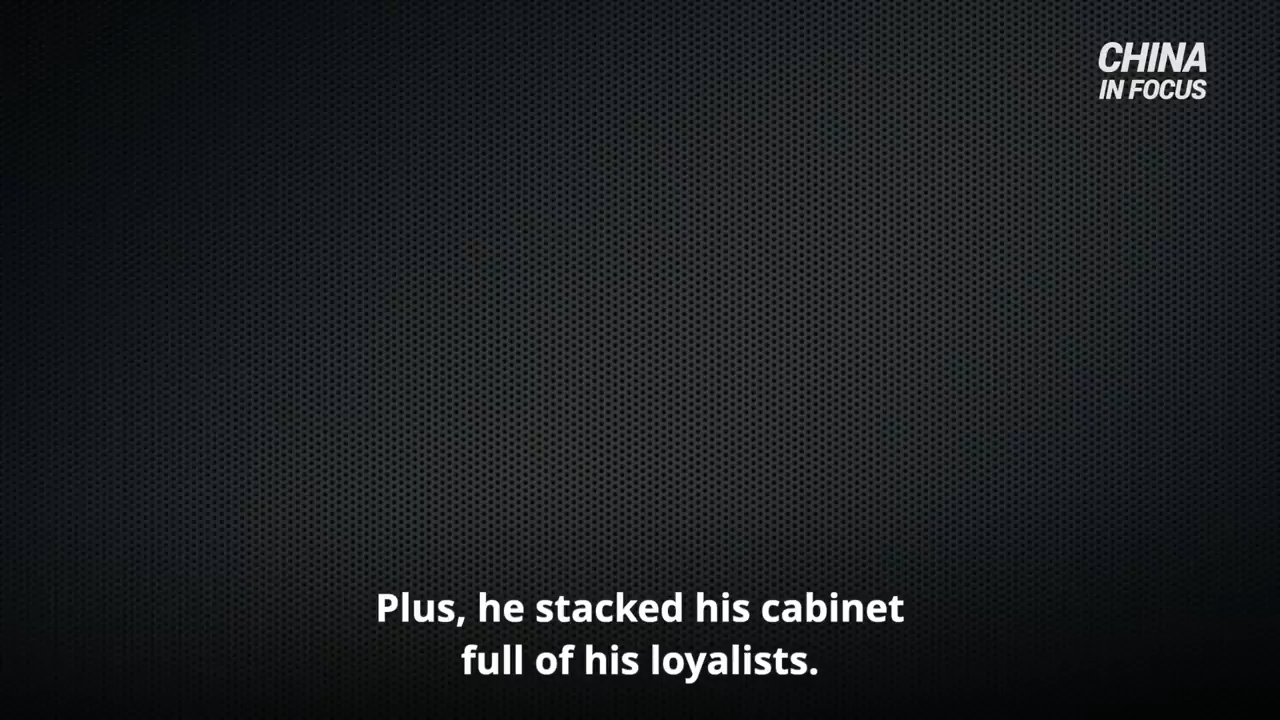 CHINA
IN FOCUS
Plus, he stacked his cabinet
full of his loyalists.